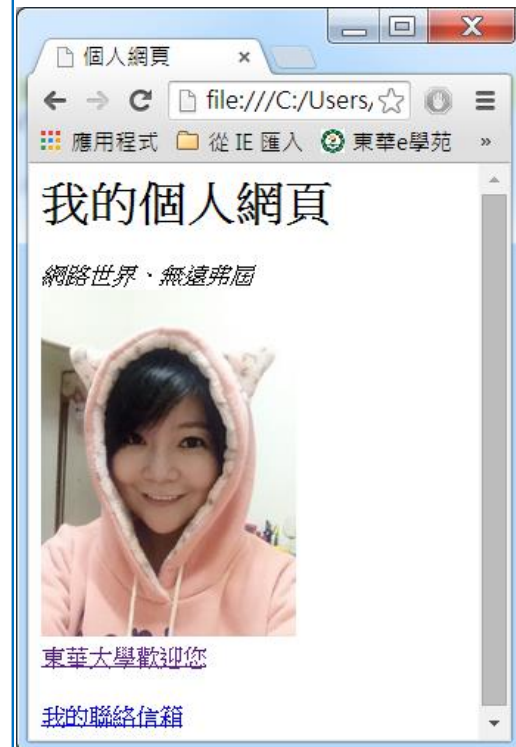 個人網頁
file:///C:/Users/
應用程式 從 IE 匯入 東華e學苑 »
我的個人網頁
網路世界、無遠弗屆
東華大學歡迎您
我的聯絡信箱